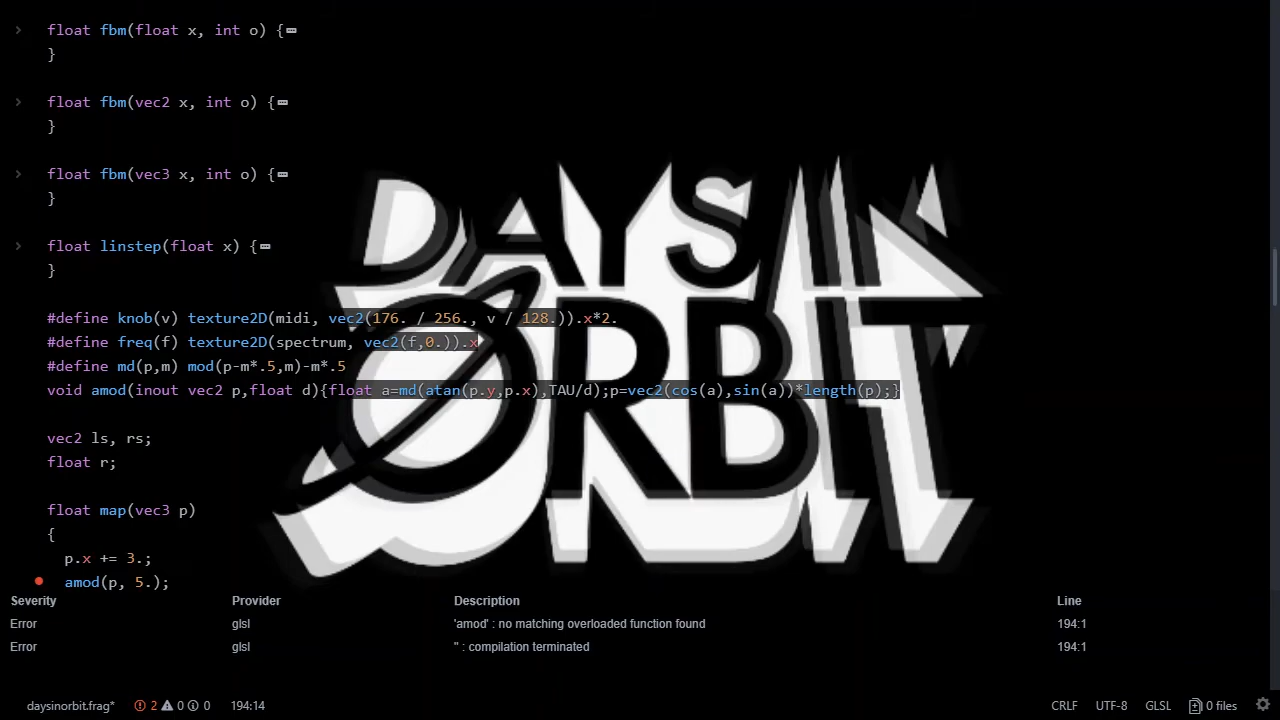 float fbm(float x, int o) {
}
float fbm(vec2 x, int o) {
}
float fbm(vec3 x, int o) {
}
float linstep(float x) {
}
#define knob(v) texture2D(midi, vec2(176. / 256., v / 128.)).x*2.
#define freq(f) texture2D(spectrum, vec2(f,0.)).x
#define md(p,m) mod(p-m*.5,m)-m*.5
void amod(inout vec2 p,float d){float a=md(atan(p.y,p.x),TAU/d);p=vec2(cos(a),sin(a))*length(p);}
vec2 ls, rs;
float r;
float map(vec3 p)
{
p.x += 3.;
amod(p, 5.);
DAYS IN
ORBIT
Severity Provider Description Line
Error glsl 'amod' : no matching overloaded function found 194:1
Error glsl '' : compilation terminated 194:1
daysinorbit.frag* 2 0 0 194:14 CRLF UTF-8 GLSL 0 files